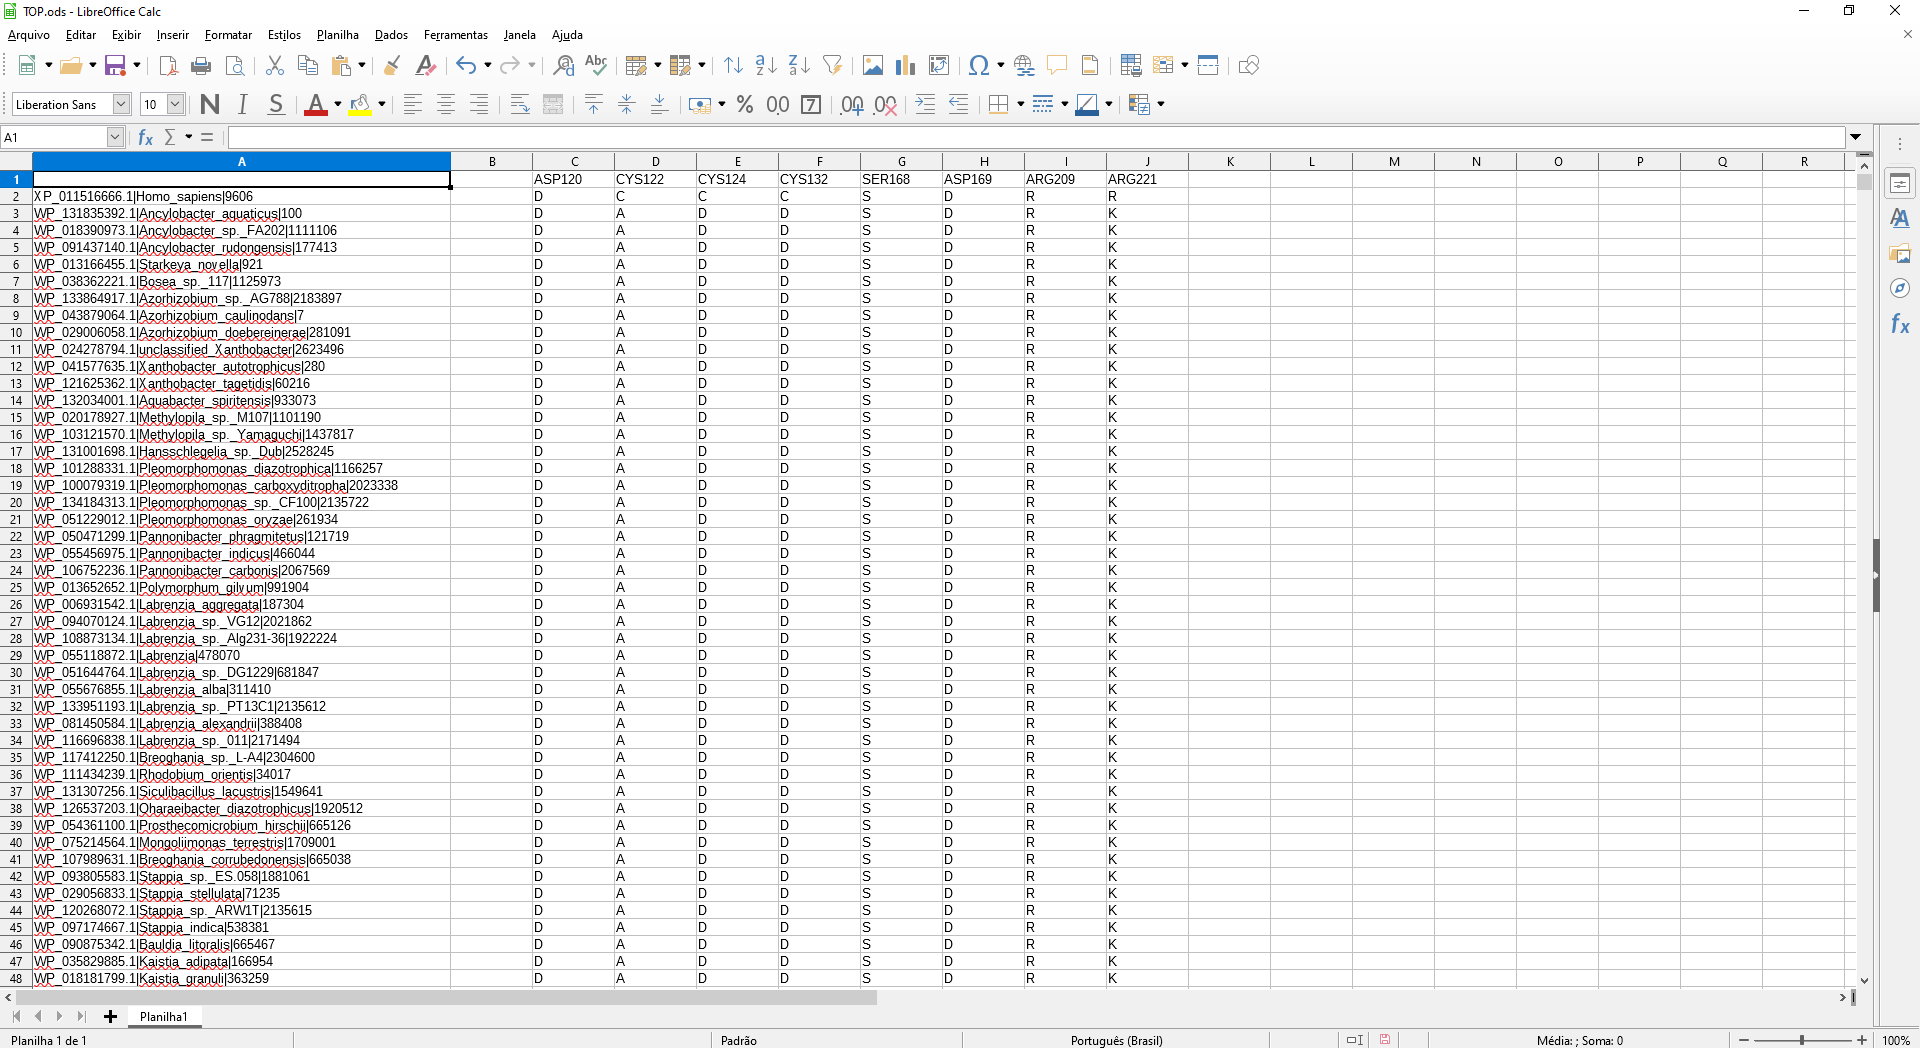 TOP.ods - LibreOffice Calc
Arquivo Editar Exibir Inserir Formatar Estilos Planilha Dados Ferramentas Janela Ajuda
Liberation Sans 10 N I S A % 0,0 7
A1 fx Σ =
A B C D E F G H I J K L M N O P Q R
1 ASP120 CYS122 CYS124 CYS132 SER168 ASP169 ARG209 ARG221
2 XP_011516666.1|Homo_sapiens|9606 D C C C S D R R
3 WP_131835392.1|Ancylobacter_aquaticus|100 D A D D S D R K
4 WP_018390973.1|Ancylobacter_sp._FA202|1111106 D A D D S D R K
5 WP_091437140.1|Ancylobacter_rudongensis|177413 D A D D S D R K
6 WP_013166455.1|Starkeya_novella|921 D A D D S D R K
7 WP_038362221.1|Bosea_sp._117|1125973 D A D D S D R K
8 WP_133864917.1|Azorhizobium_sp._AG788|2183897 D A D D S D R K
9 WP_043879064.1|Azorhizobium_caulinodans|7 D A D D S D R K
10 WP_029006058.1|Azorhizobium_doebereinerae|281091 D A D D S D R K
11 WP_024278794.1|unclassified_Xanthobacter|2623496 D A D D S D R K
12 WP_041577635.1|Xanthobacter_autotrophicus|280 D A D D S D R K
13 WP_121625362.1|Xanthobacter_tagetidis|60216 D A D D S D R K
14 WP_132034001.1|Aquabacter_spiritensis|933073 D A D D S D R K
15 WP_020178927.1|Methylopila_sp._M107|1101190 D A D D S D R K
16 WP_103121570.1|Methylopila_sp._Yamaguchi|1437817 D A D D S D R K
17 WP_131001698.1|Hansschlegelia_sp._Dub|2528245 D A D D S D R K
18 WP_101288331.1|Pleomorphomonas_diazotrophica|1166257 D A D D S D R K
19 WP_100079319.1|Pleomorphomonas_carboxyditropha|2023338 D A D D S D R K
20 WP_134184313.1|Pleomorphomonas_sp._CF100|2135722 D A D D S D R K
21 WP_051229012.1|Pleomorphomonas_oryzae|261934 D A D D S D R K
22 WP_050471299.1|Pannonibacter_phragmitetus|121719 D A D D S D R K
23 WP_055456975.1|Pannonibacter_indicus|466044 D A D D S D R K
24 WP_106752236.1|Pannonibacter_carbonis|2067569 D A D D S D R K
25 WP_013652652.1|Polymorphum_gilvum|991904 D A D D S D R K
26 WP_006931542.1|Labrenzia_aggregata|187304 D A D D S D R K
27 WP_094070124.1|Labrenzia_sp._VG12|2021862 D A D D S D R K
28 WP_108873134.1|Labrenzia_sp._Alg231-36|1922224 D A D D S D R K
29 WP_055118872.1|Labrenzia|478070 D A D D S D R K
30 WP_051644764.1|Labrenzia_sp._DG1229|681847 D A D D S D R K
31 WP_055676855.1|Labrenzia_alba|311410 D A D D S D R K
32 WP_133951193.1|Labrenzia_sp._PT13C1|2135612 D A D D S D R K
33 WP_081450584.1|Labrenzia_alexandrii|388408 D A D D S D R K
34 WP_116696838.1|Labrenzia_sp._011|2171494 D A D D S D R K
35 WP_117412250.1|Breoghania_sp._L-A4|2304600 D A D D S D R K
36 WP_111434239.1|Rhodobium_orientis|34017 D A D D S D R K
37 WP_131307256.1|Siculibacillus_lacustris|1549641 D A D D S D R K
38 WP_126537203.1|Oharaeibacter_diazotrophicus|1920512 D A D D S D R K
39 WP_054361100.1|Prosthecomicrobium_hirschii|665126 D A D D S D R K
40 WP_075214564.1|Mongoliimonas_terrestris|1709001 D A D D S D R K
41 WP_107989631.1|Breoghania_corrubedonensis|665038 D A D D S D R K
42 WP_093805583.1|Stappia_sp._ES.058|1881061 D A D D S D R K
43 WP_029056833.1|Stappia_stellulata|71235 D A D D S D R K
44 WP_120268072.1|Stappia_sp._ARW1T|2135615 D A D D S D R K
45 WP_097174667.1|Stappia_indica|538381 D A D D S D R K
46 WP_090875342.1|Bauldia_litoralis|665467 D A D D S D R K
47 WP_035829885.1|Kaistia_adipata|166954 D A D D S D R K
48 WP_018181799.1|Kaistia_granuli|363259 D A D D S D R K
Planilha1
Planilha 1 de 1 Padrão Português (Brasil) Média: ; Soma: 0 100%